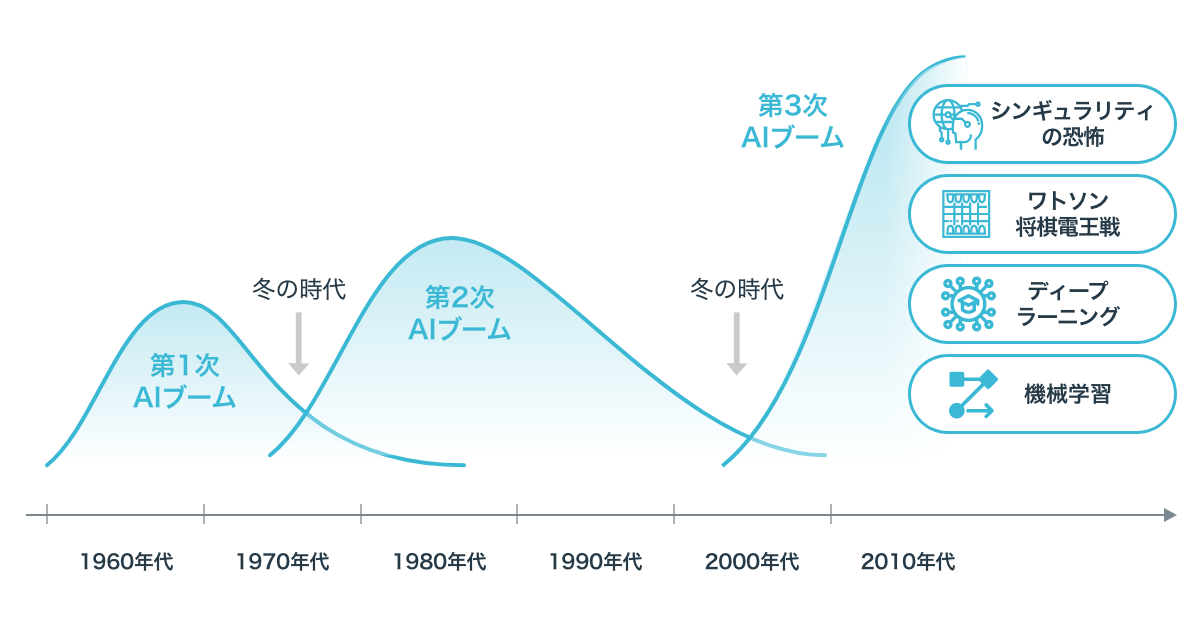 第1次
AIブーム
冬の時代
第2次
AIブーム
冬の時代
第3次
AIブーム
シンギュラリティ
の恐怖
ワトソン
将棋電王戦
ディープ
ラーニング
機械学習
1960年代
1970年代
1980年代
1990年代
2000年代
2010年代